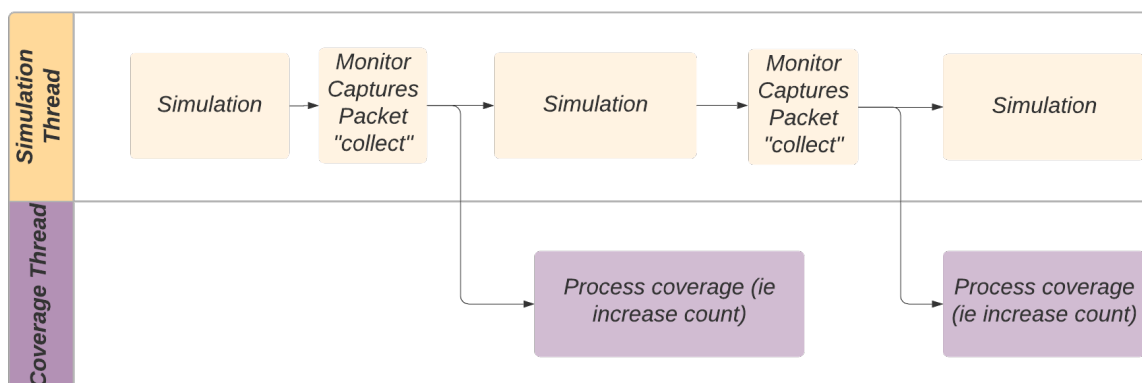 Simulation
Thread
Simulation
Monitor
Captures
Packet
"collect"
Simulation
Monitor
Captures
Packet
"collect"
Simulation
Coverage Thread
Process coverage (ie
increase count)
Process coverage
(ie increase count)